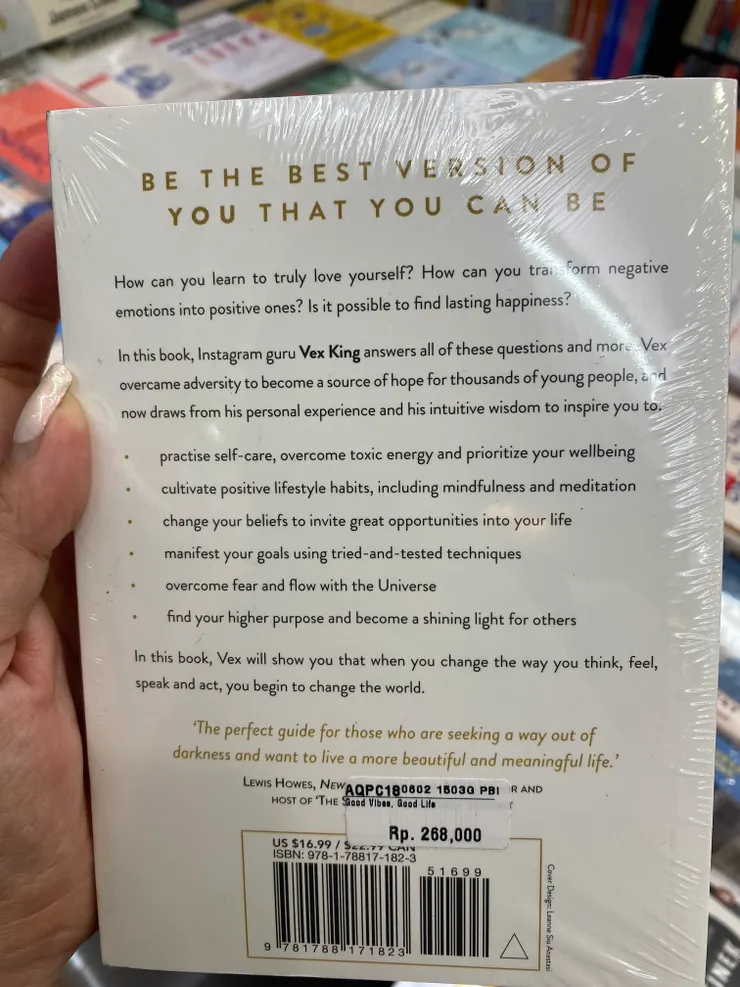 BE THE BEST VERSION OF
YOU THAT YOU CAN BE
How can you learn to truly love yourself? How can you transform negative
emotions into positive ones? Is it possible to find lasting happiness?
In this book, Instagram guru Vex King answers all of these questions and more. Vex
overcame adversity to become a source of hope for thousands of young people, and
now draws from his personal experience and his intuitive wisdom to inspire you to:
• practise self-care, overcome toxic energy and prioritize your wellbeing
• cultivate positive lifestyle habits, including mindfulness and meditation
• change your beliefs to invite great opportunities into your life
• manifest your goals using tried-and-tested techniques
• overcome fear and flow with the Universe
• find your higher purpose and become a shining light for others
In this book, Vex will show you that when you change the way you think, feel,
speak and act, you begin to change the world.
'The perfect guide for those who are seeking a way out of
darkness and want to live a more beautiful and meaningful life.'
LEWIS HOWES, NEW AND
HOST OF 'THE
AQPC180602 1503G PBI
Good Vibes, Good Life
Rp. 268,000
US $16.99 / $22.99 CAN
ISBN: 978-1-78817-182-3
51699
9 781788 171823
Cover Design: Leanne Siu Anastasi